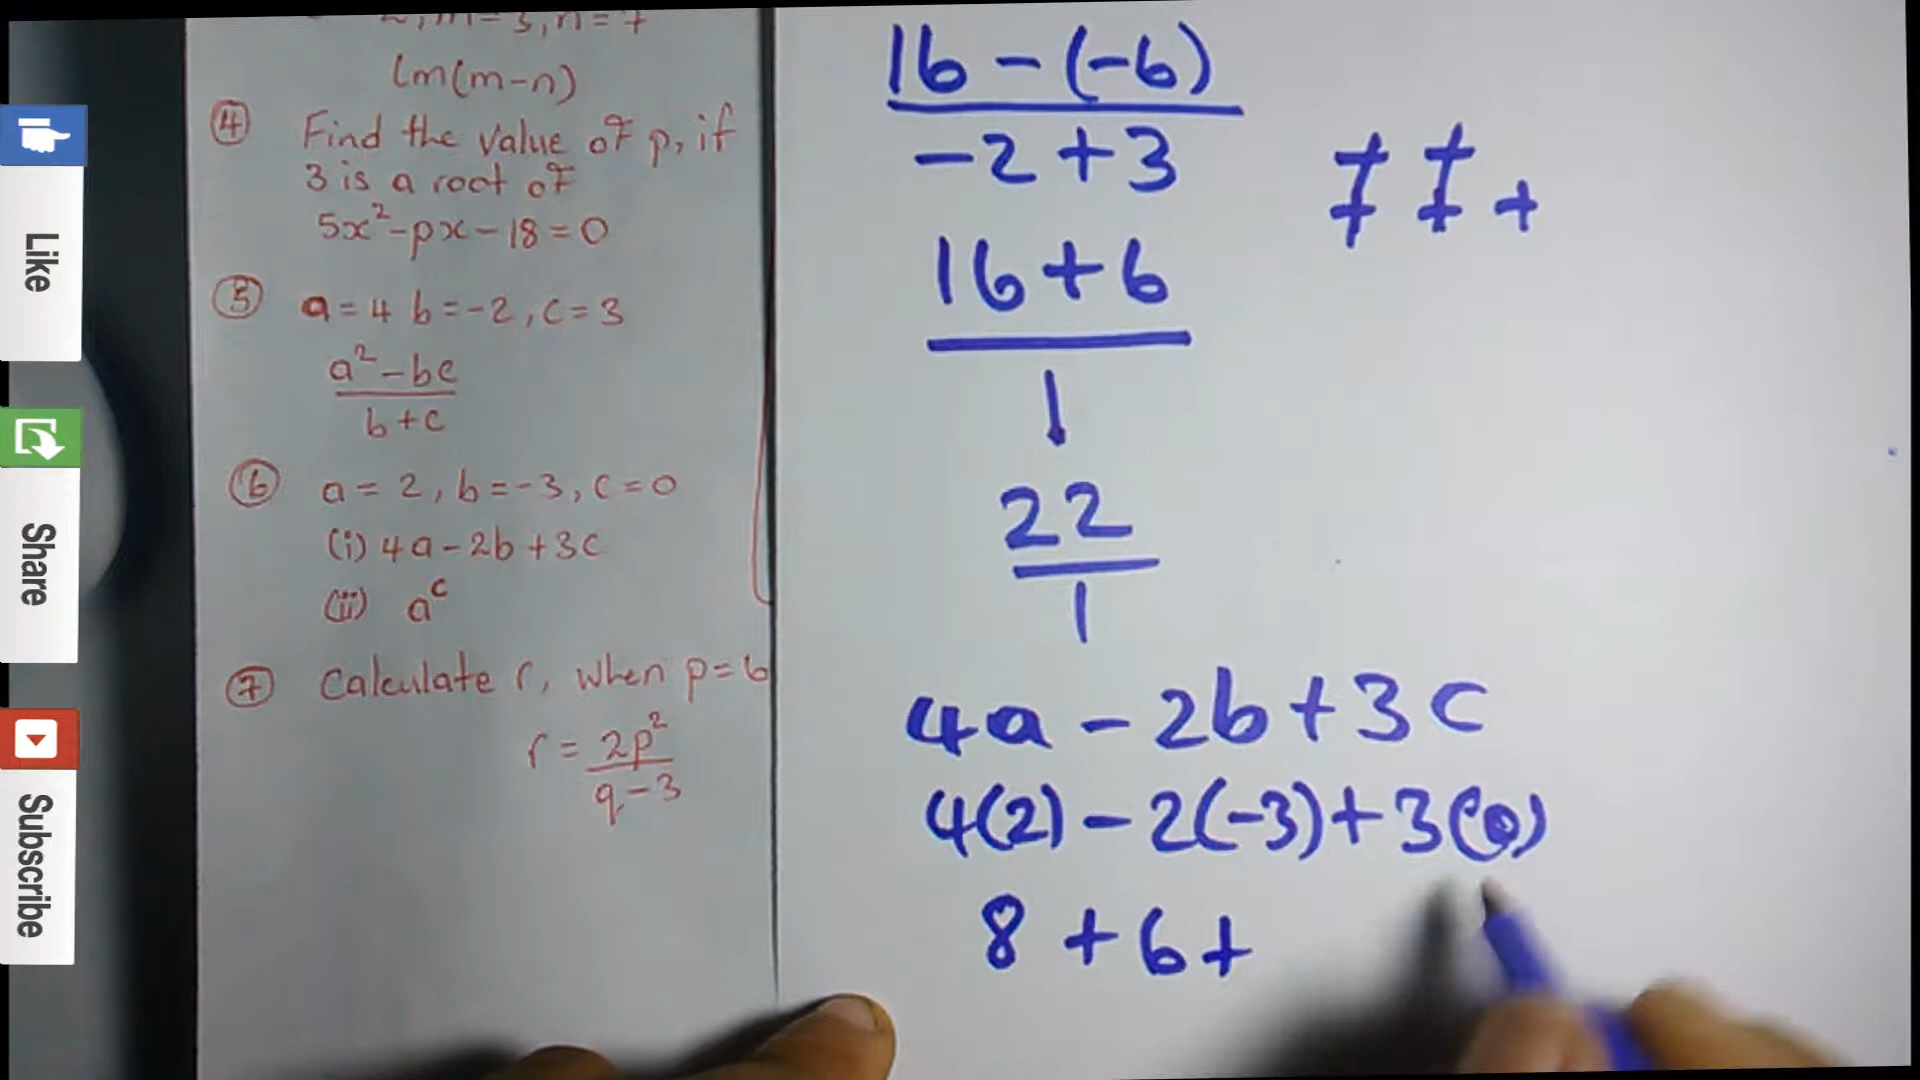 2, m=3, n=7
lm(m-n)
④ Find the value of p, if
3 is a root of
5x²-px-18=0
⑤ a=4 b=-2, c=3
a²-bc
b+c
⑥ a=2, b=-3, c=0
(i) 4a-2b+3c
(ii) a^c
⑦ Calculate r, when p=6
r = 2p²
q-3
16-(-6)
-2+3
16+6
1
22
1
4a-2b+3c
4(2)-2(-3)+3(0)
8+6+
Like
Share
Subscribe